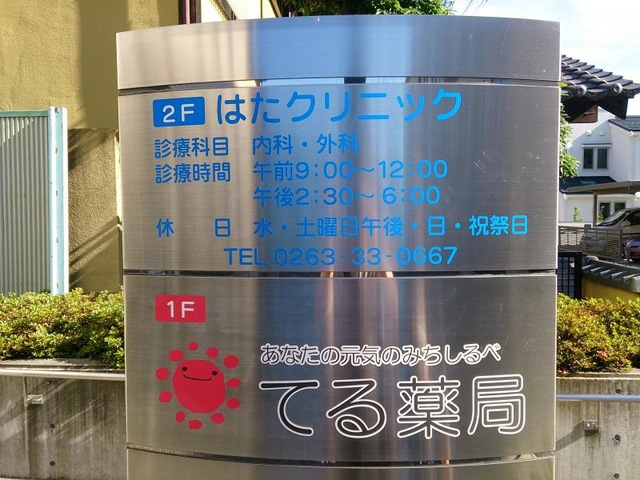 2F はたクリニック
診療科目 内科・外科
診療時間 午前9:00～12:00
午後2:30～6:00
休 日 水・土曜日午後・日・祝祭日
TEL 0263-33-0667
1F
あなたの元気のみちしるべ
てる薬局